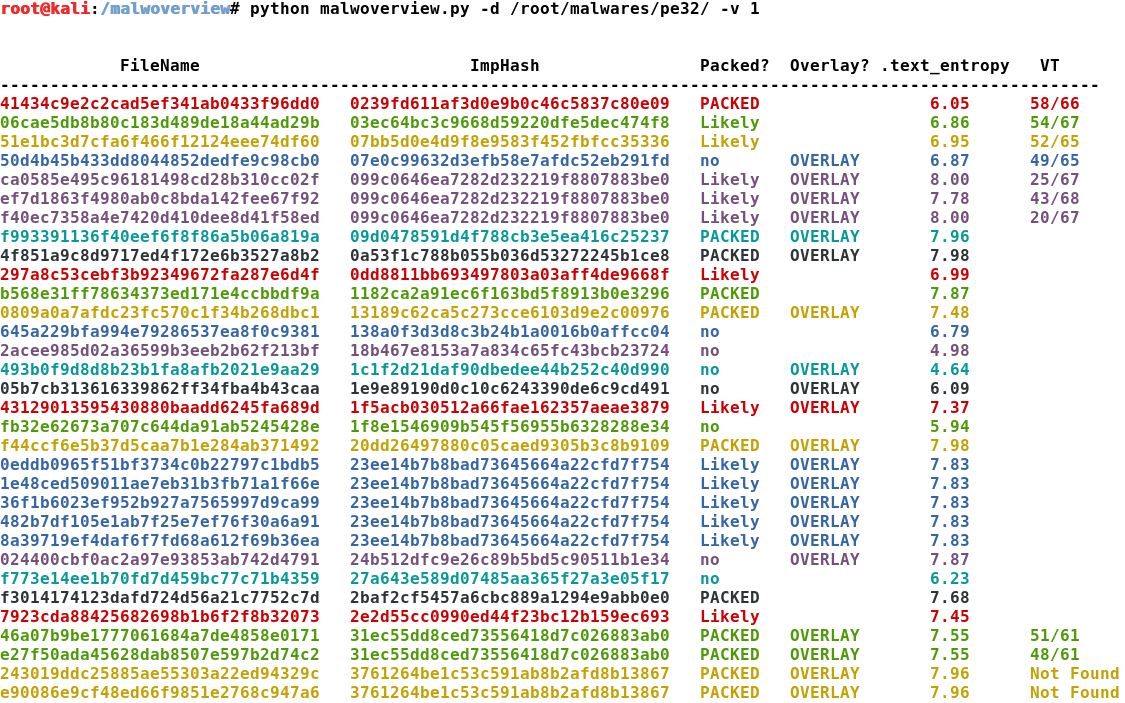 root@kali:/malwoverview# python malwoverview.py -d /root/malwares/pe32/ -v 1
FileName ImpHash Packed? Overlay? .text_entropy VT
--------------------------------------------------------------------------------------------------------------
41434c9e2c2cad5ef341ab0433f96dd0 0239fd611af3d0e9b0c46c5837c80e09 PACKED 6.05 58/66
06cae5db8b80c183d489de18a44ad29b 03ec64bc3c9668d59220dfe5dec474f8 Likely 6.86 54/67
51e1bc3d7cfa6f466f12124eee74df60 07bb5d0e4d9f8e9583f452fbfcc35336 Likely 6.95 52/65
50d4b45b433dd8044852dedfe9c98cb0 07e0c99632d3efb58e7afdc52eb291fd no OVERLAY 6.87 49/65
ca0585e495c96181498cd28b310cc02f 099c0646ea7282d232219f8807883be0 Likely OVERLAY 8.00 25/67
ef7d1863f4980ab0c8bda142fee67f92 099c0646ea7282d232219f8807883be0 Likely OVERLAY 7.78 43/68
f40ec7358a4e7420d410dee8d41f58ed 099c0646ea7282d232219f8807883be0 Likely OVERLAY 8.00 20/67
f993391136f40eef6f8f86a5b06a819a 09d0478591d4f788cb3e5ea416c25237 PACKED OVERLAY 7.96
4f851a9c8d9717ed4f172e6b3527a8b2 0a53f1c788b055b036d53272245b1ce8 PACKED OVERLAY 7.98
297a8c53cebf3b92349672fa287e6d4f 0dd8811bb693497803a03aff4de9668f Likely 6.99
b568e31ff78634373ed171e4ccbbdf9a 1182ca2a91ec6f163bd5f8913b0e3296 PACKED 7.87
0809a0a7afdc23fc570c1f34b268dbc1 13189c62ca5c273cce6103d9e2c00976 PACKED OVERLAY 7.48
645a229bfa994e79286537ea8f0c9381 138a0f3d3d8c3b24b1a0016b0affcc04 no 6.79
2acee985d02a36599b3eeb2b62f213bf 18b467e8153a7a834c65fc43bcb23724 no 4.98
493b0f9d8d8b23b1fa8afb2021e9aa29 1c1f2d21daf90dbedee44b252c40d990 no OVERLAY 4.64
05b7cb313616339862ff34fba4b43caa 1e9e89190d0c10c6243390de6c9cd491 no OVERLAY 6.09
43129013595430880baadd6245fa689d 1f5acb030512a66fae162357aeae3879 Likely OVERLAY 7.37
fb32e62673a707c644da91ab5245428e 1f8e1546909b545f56955b6328288e34 no 5.94
f44ccf6e5b37d5caa7b1e284ab371492 20dd26497880c05caed9305b3c8b9109 PACKED OVERLAY 7.98
0eddb0965f51bf3734c0b22797c1bdb5 23ee14b7b8bad73645664a22cfd7f754 Likely OVERLAY 7.83
1e48ced509011ae7eb31b3fb71a1f66e 23ee14b7b8bad73645664a22cfd7f754 Likely OVERLAY 7.83
36f1b6023ef952b927a7565997d9ca99 23ee14b7b8bad73645664a22cfd7f754 Likely OVERLAY 7.83
482b7df105e1ab7f25e7ef76f30a6a91 23ee14b7b8bad73645664a22cfd7f754 Likely OVERLAY 7.83
8a39719ef4daf6f7fd68a612f69b36ea 23ee14b7b8bad73645664a22cfd7f754 Likely OVERLAY 7.83
024400cbf0ac2a97e93853ab742d4791 24b512dfc9e26c89b5bd5c90511b1e34 no OVERLAY 7.87
f773e14ee1b70fd7d459bc77c71b4359 27a643e589d07485aa365f27a3e05f17 no 6.23
f3014174123dafd724d56a21c7752c7d 2baf2cf5457a6cbc889a1294e9abb0e0 PACKED 7.68
7923cda88425682698b1b6f2f8b32073 2e2d55cc0990ed44f23bc12b159ec693 Likely 7.45
46a07b9be1777061684a7de4858e0171 31ec55dd8ced73556418d7c026883ab0 PACKED OVERLAY 7.55 51/61
e27f50ada45628dab8507e597b2d74c2 31ec55dd8ced73556418d7c026883ab0 PACKED OVERLAY 7.55 48/61
243019ddc25885ae55303a22ed94329c 3761264be1c53c591ab8b2afd8b13867 PACKED OVERLAY 7.96 Not Found
e90086e9cf48ed66f9851e2768c947a6 3761264be1c53c591ab8b2afd8b13867 PACKED OVERLAY 7.96 Not Found